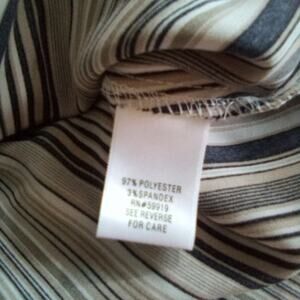 97% POLYESTER
3% SPANDEX
RN# 59919
SEE REVERSE
FOR CARE